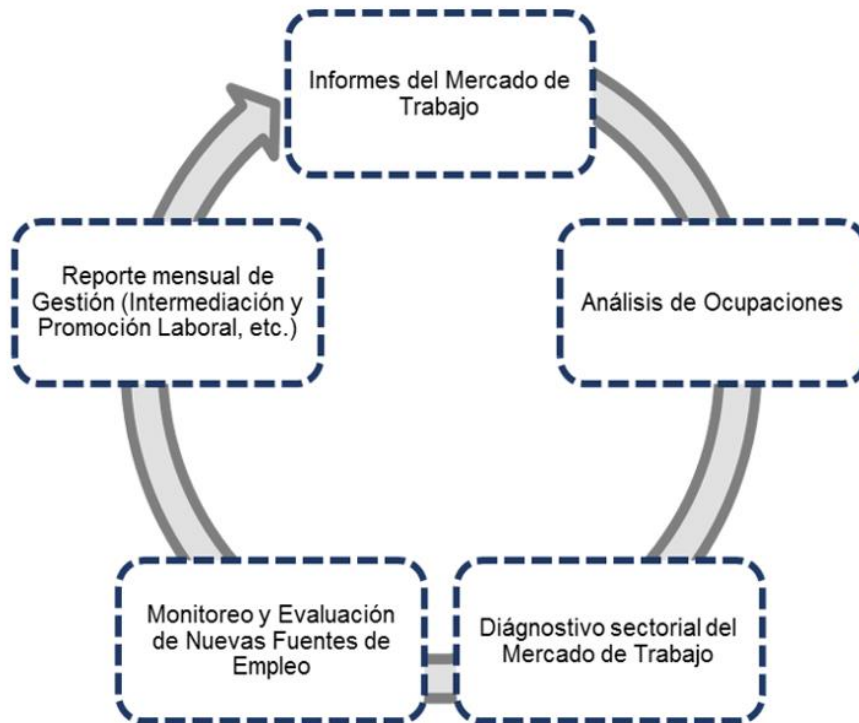 Informes del Mercado de
Trabajo
Análisis de Ocupaciones
Diágnostivo sectorial del
Mercado de Trabajo
Monitoreo y Evaluación
de Nuevas Fuentes de
Empleo
Reporte mensual de
Gestión (Intermediación y
Promoción Laboral, etc.)